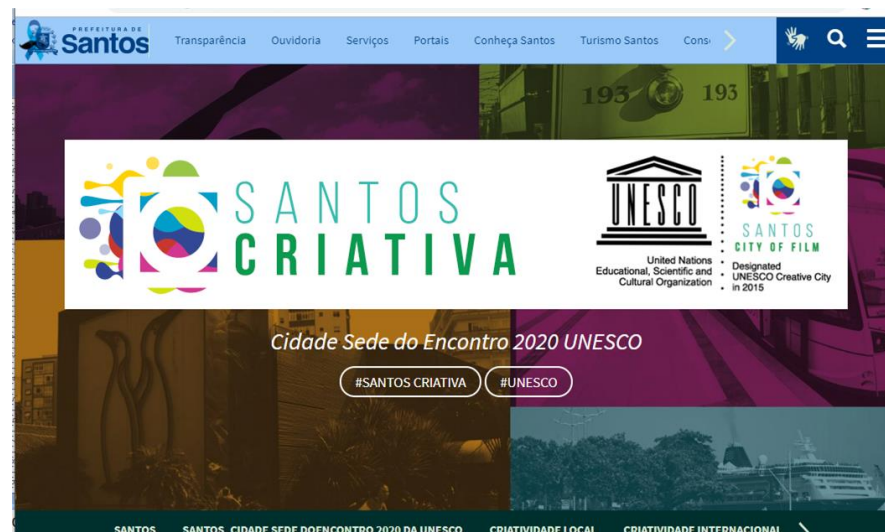 PREFEITURA DE
Santos
Transparência Ouvidoria Serviços Portais Conheça Santos Turismo Santos Cons
193 193
SANTOS
CRIATIVA
UNESCO
United Nations
Educational, Scientific and
Cultural Organization
SANTOS
CITY OF FILM
Designated
UNESCO Creative City
in 2015
Cidade Sede do Encontro 2020 UNESCO
#SANTOS CRIATIVA #UNESCO
SANTOS SANTOS, CIDADE SEDE DOENCONTRO 2020 DA UNESCO CRIATIVIDADE LOCAL CRIATIVIDADE INTERNACIONAL